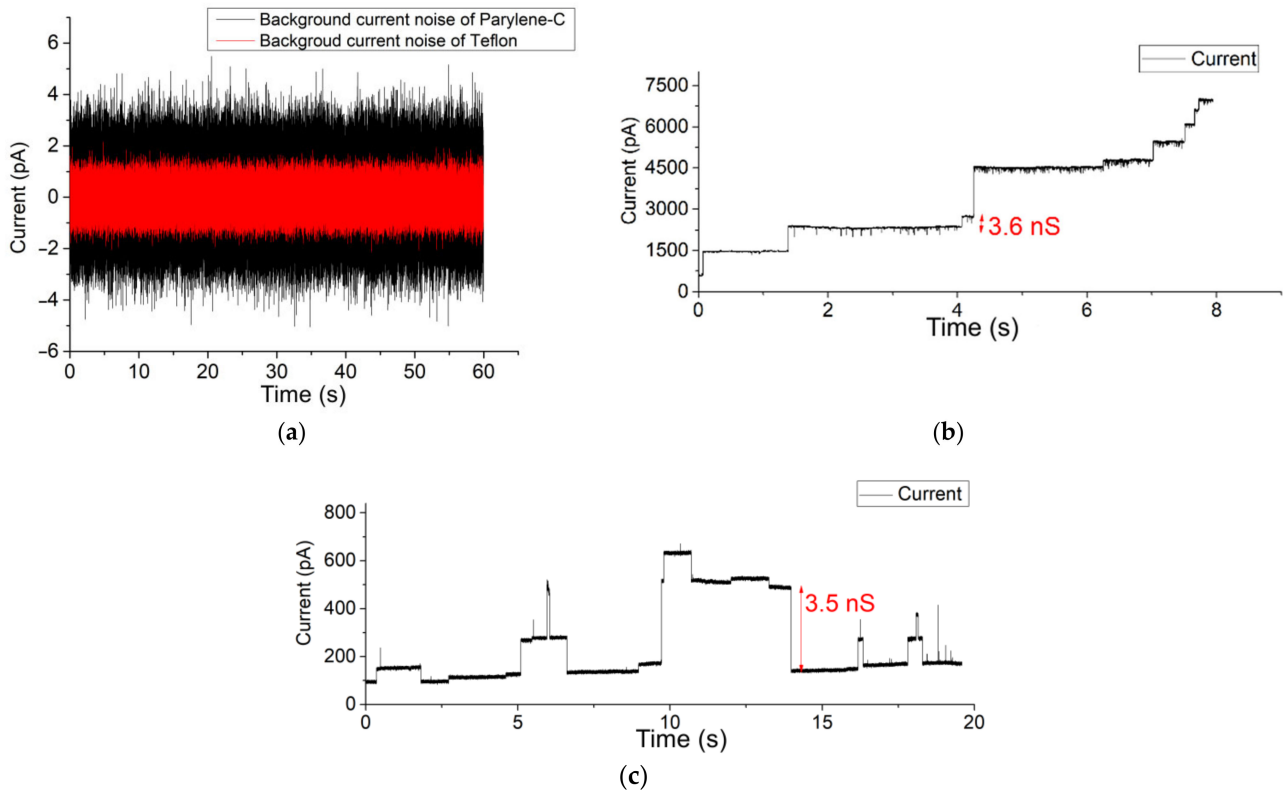 Background current noise of Parylene-C
Backgroud current noise of Teflon
6
4
2
0
−2
−4
−6
Current (pA)
0
10
20
30
40
50
60
Time (s)
(a)
Current
7500
6000
4500
3000
1500
0
Current (pA)
3.6 nS
0
2
4
6
8
Time (s)
(b)
Current
800
600
400
200
0
Current (pA)
3.5 nS
0
5
10
15
20
Time (s)
(c)